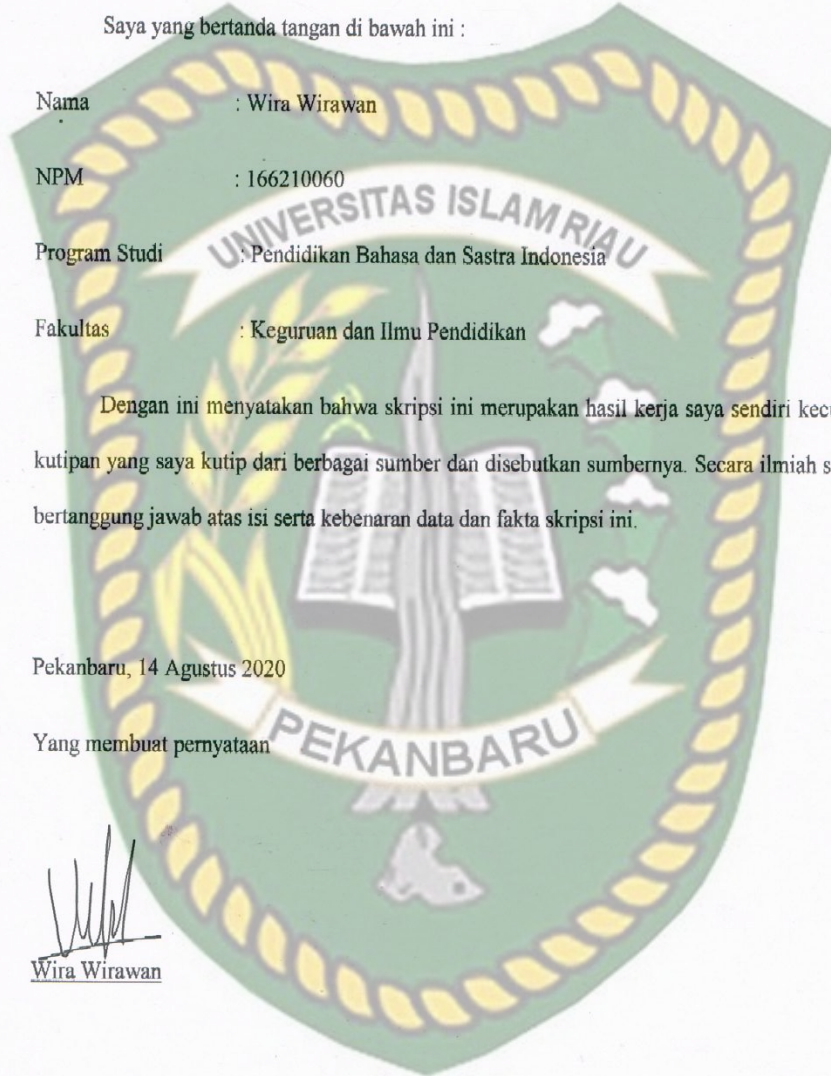 Saya yang bertanda tangan di bawah ini :
Nama : Wira Wirawan
NPM : 166210060
UNIVERSITAS ISLAM RIAU
Program Studi : Pendidikan Bahasa dan Sastra Indonesia
Fakultas : Keguruan dan Ilmu Pendidikan
Dengan ini menyatakan bahwa skripsi ini merupakan hasil kerja saya sendiri
kutipan yang saya kutip dari berbagai sumber dan disebutkan sumbernya. Secara ilmiah
bertanggung jawab atas isi serta kebenaran data dan fakta skripsi ini.
Pekanbaru, 14 Agustus 2020
Yang membuat pernyataan
PEKANBARU
Wira Wirawan